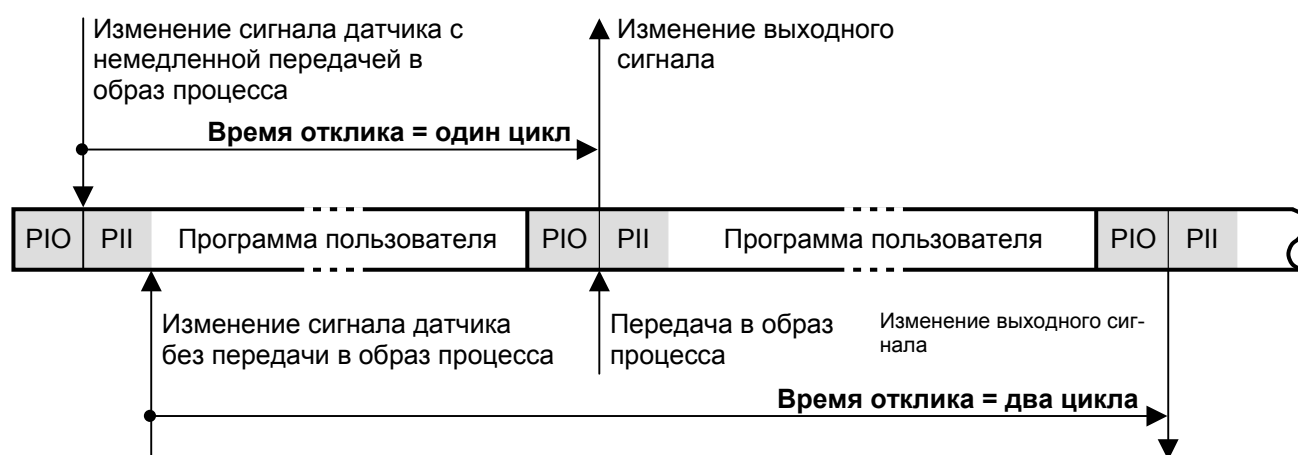 Изменение сигнала датчика с
немедленной передачей в
образ процесса
Изменение выходного
сигнала
Время отклика = один цикл
PIO PII Программа пользователя PIO PII Программа пользователя PIO PII
Изменение сигнала датчика
без передачи в образ процесса
Передача в образ
процесса
Изменение выходного сиг-
нала
Время отклика = два цикла